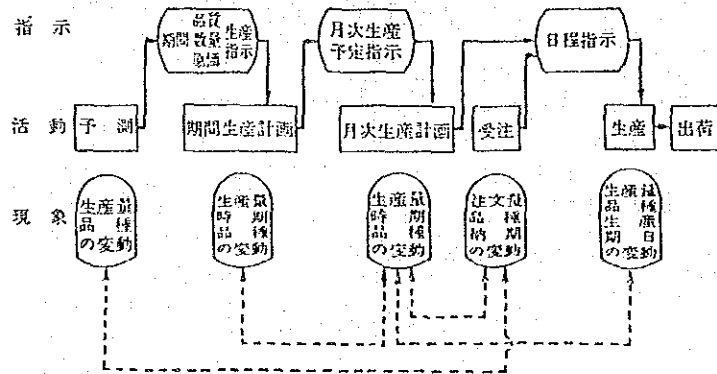 指示
品質
期間 数量 生産
指示
月次生産
予定指示
日程指示
活動
予測
期間生産計画
月次生産計画
受注
生産
出荷
現象
生産量
品種
の変動
生産量
時期
品種
の変動
生産量
時期
品種
の変動
注文量
品種
納期
の変動
生産量
品種
生産
期日
の変動